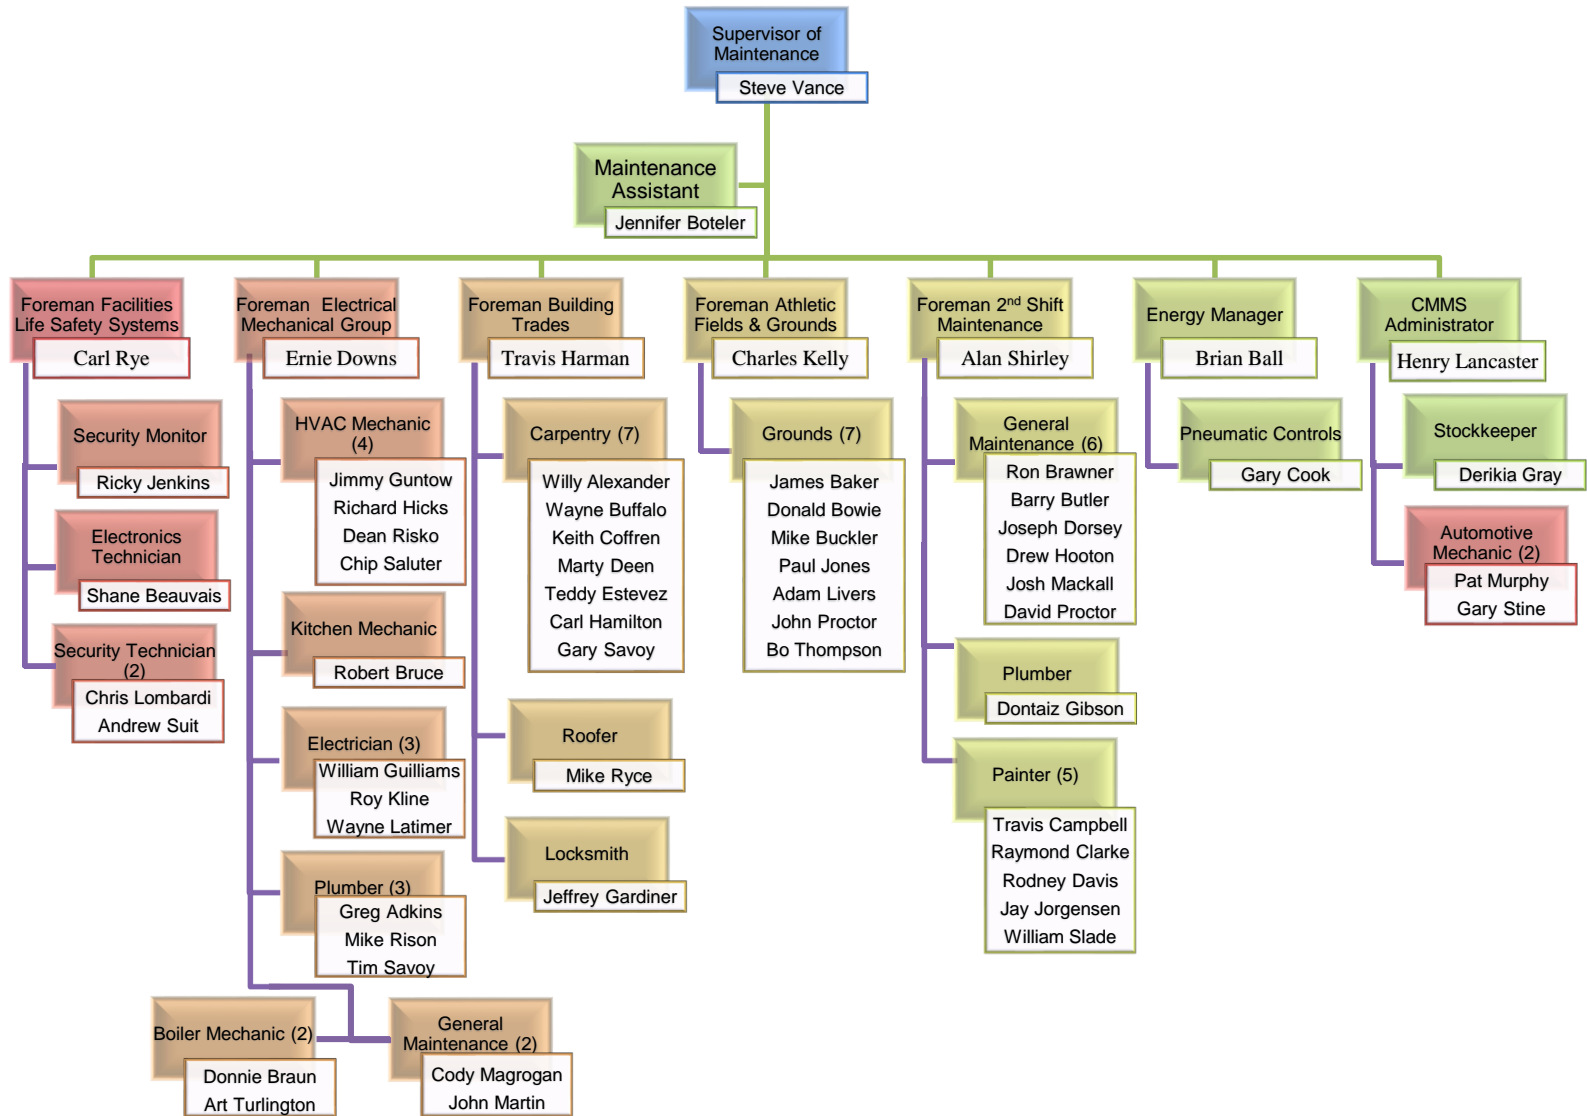 Supervisor of
Maintenance
Steve Vance
Maintenance
Assistant
Jennifer Boteler
Foreman Facilities
Life Safety Systems
Carl Rye
Security Monitor
Ricky Jenkins
Electronics
Technician
Shane Beauvais
Security Technician
(2)
Chris Lombardi
Andrew Suit
Foreman Electrical
Mechanical Group
Ernie Downs
HVAC Mechanic
(4)
Jimmy Guntow
Richard Hicks
Dean Risko
Chip Saluter
Kitchen Mechanic
Robert Bruce
Electrician (3)
William Guilliams
Roy Kline
Wayne Latimer
Plumber (3)
Greg Adkins
Mike Rison
Tim Savoy
Boiler Mechanic (2)
Donnie Braun
Art Turlington
General
Maintenance (2)
Cody Magrogan
John Martin
Foreman Building
Trades
Travis Harman
Carpentry (7)
Willy Alexander
Wayne Buffalo
Keith Coffren
Marty Deen
Teddy Estevez
Carl Hamilton
Gary Savoy
Roofer
Mike Ryce
Locksmith
Jeffrey Gardiner
Foreman Athletic
Fields & Grounds
Charles Kelly
Grounds (7)
James Baker
Donald Bowie
Mike Buckler
Paul Jones
Adam Livers
John Proctor
Bo Thompson
Foreman 2nd Shift
Maintenance
Alan Shirley
General
Maintenance (6)
Ron Brawner
Barry Butler
Joseph Dorsey
Drew Hooton
Josh Mackall
David Proctor
Plumber
Dontaiz Gibson
Painter (5)
Travis Campbell
Raymond Clarke
Rodney Davis
Jay Jorgensen
William Slade
Energy Manager
Brian Ball
Pneumatic Controls
Gary Cook
CMMS
Administrator
Henry Lancaster
Stockkeeper
Derikia Gray
Automotive
Mechanic (2)
Pat Murphy
Gary Stine